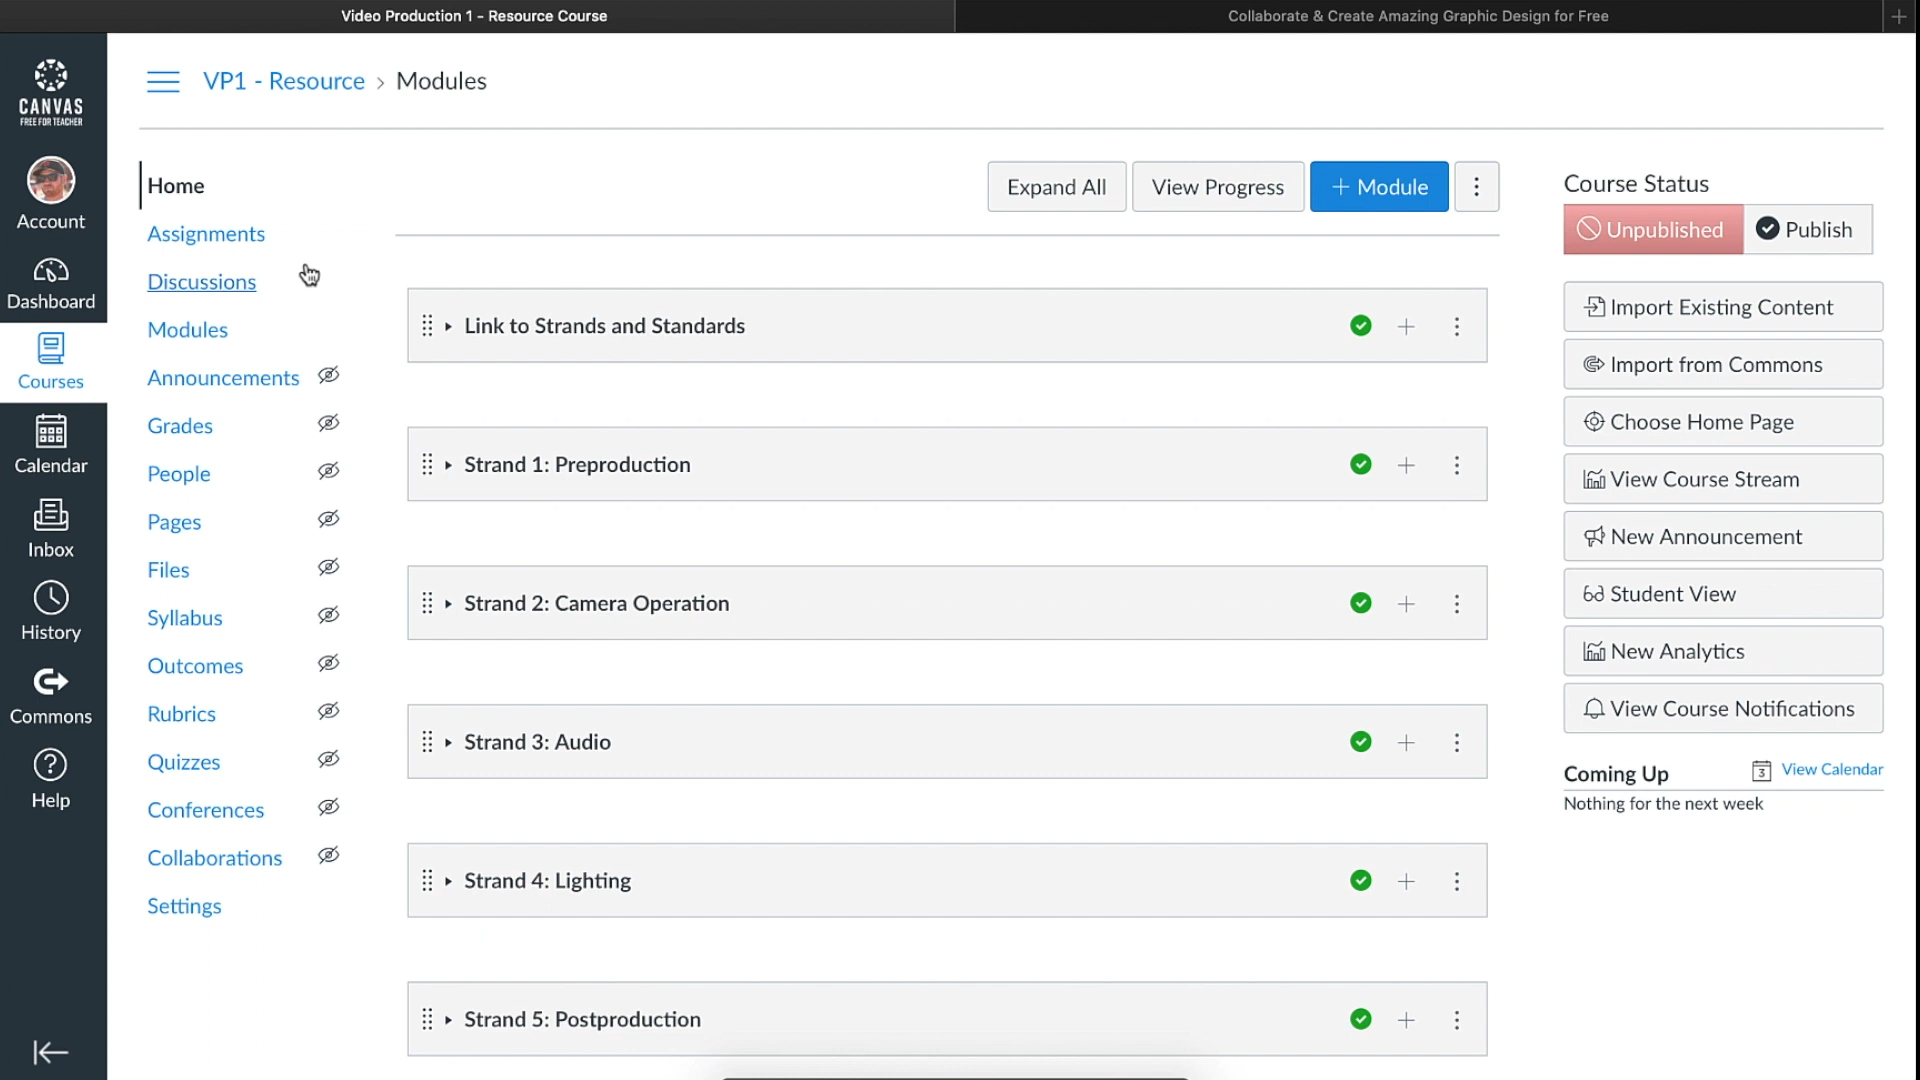 Video Production 1 - Resource Course
Collaborate & Create Amazing Graphic Design for Free
CANVAS
FREE FOR TEACHER
Account
Dashboard
Courses
Calendar
Inbox
History
Commons
Help
VP1 - Resource › Modules
Home
Assignments
Discussions
Modules
Announcements
Grades
People
Pages
Files
Syllabus
Outcomes
Rubrics
Quizzes
Conferences
Collaborations
Settings
Expand All
View Progress
+ Module
Link to Strands and Standards
Strand 1: Preproduction
Strand 2: Camera Operation
Strand 3: Audio
Strand 4: Lighting
Strand 5: Postproduction
Course Status
Unpublished
Publish
Import Existing Content
Import from Commons
Choose Home Page
View Course Stream
New Announcement
Student View
New Analytics
View Course Notifications
Coming Up
3
View Calendar
Nothing for the next week